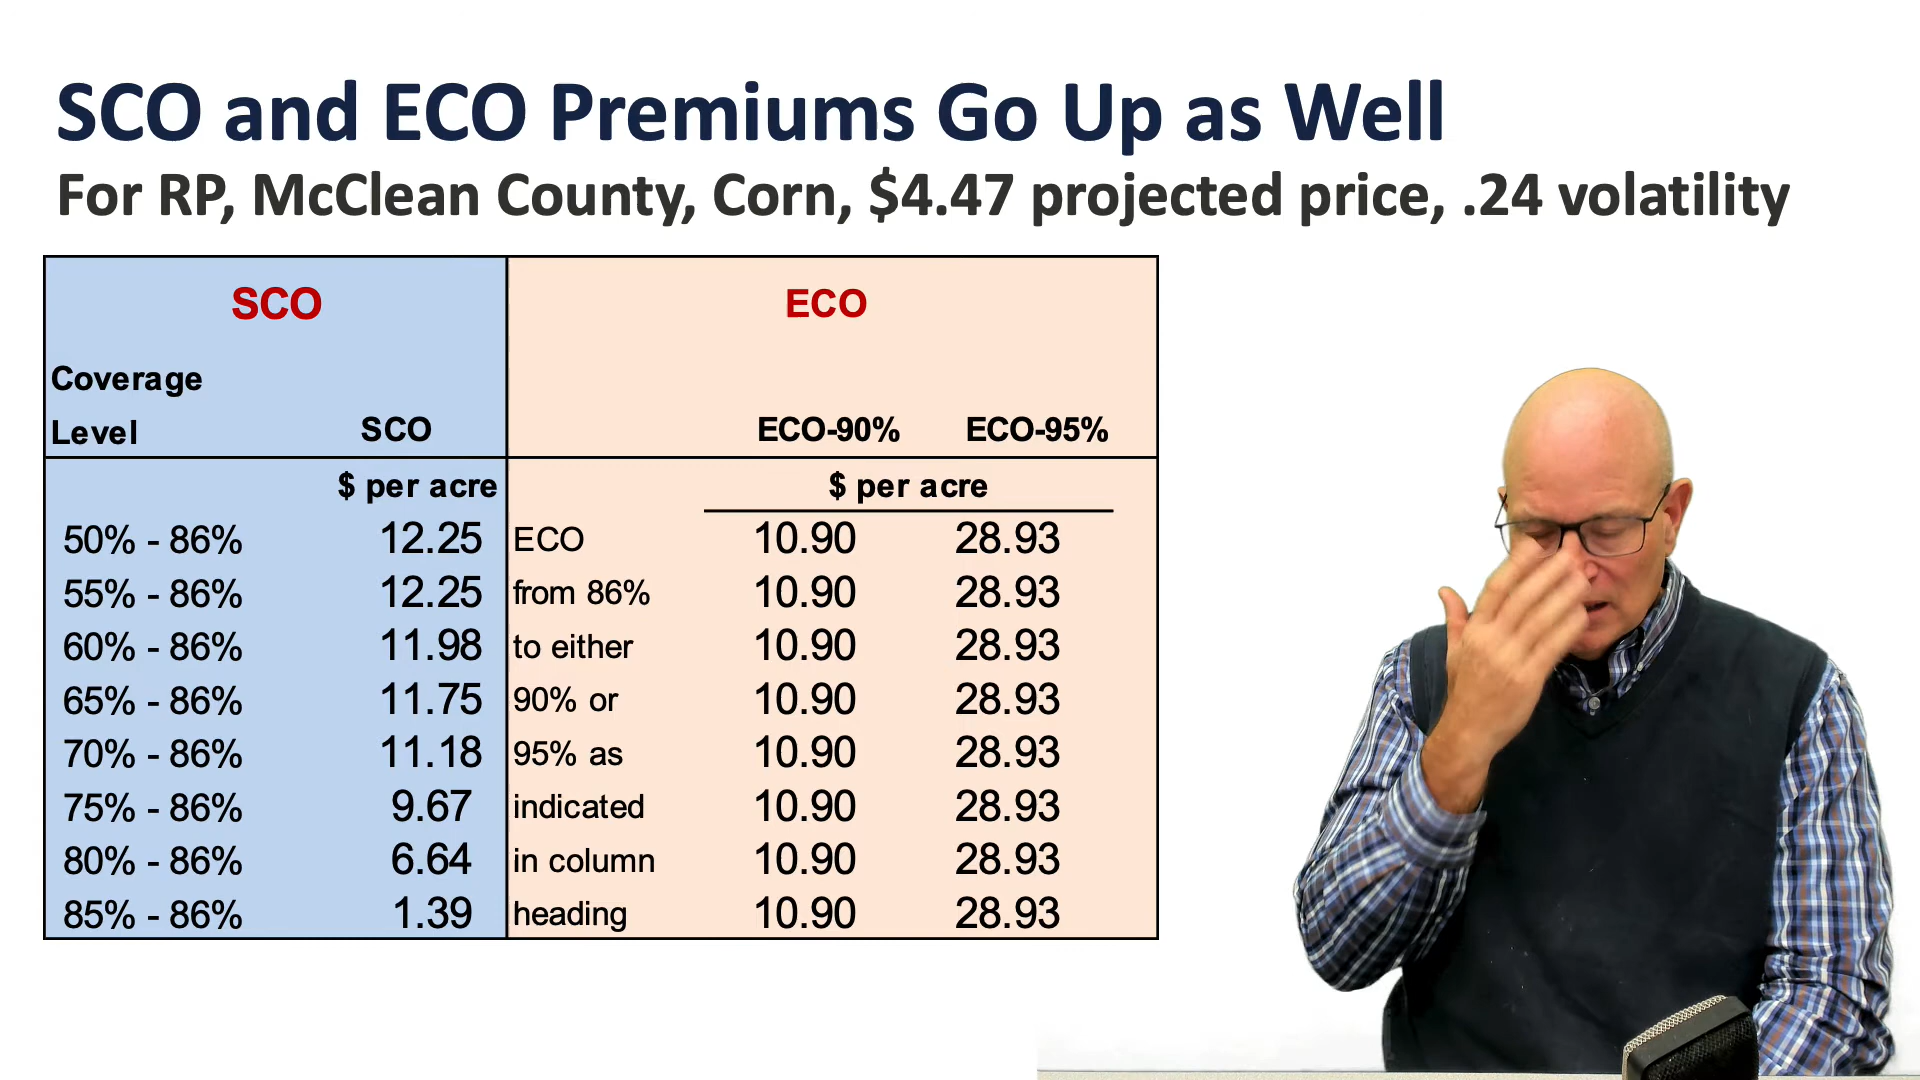 SCO and ECO Premiums Go Up as Well
For RP, McClean County, Corn, $4.47 projected price, .24 volatility
SCO ECO
Coverage
Level SCO ECO-90% ECO-95%
$ per acre $ per acre
50% - 86% 12.25 ECO 10.90 28.93
55% - 86% 12.25 from 86% 10.90 28.93
60% - 86% 11.98 to either 10.90 28.93
65% - 86% 11.75 90% or 10.90 28.93
70% - 86% 11.18 95% as 10.90 28.93
75% - 86% 9.67 indicated 10.90 28.93
80% - 86% 6.64 in column 10.90 28.93
85% - 86% 1.39 heading 10.90 28.93